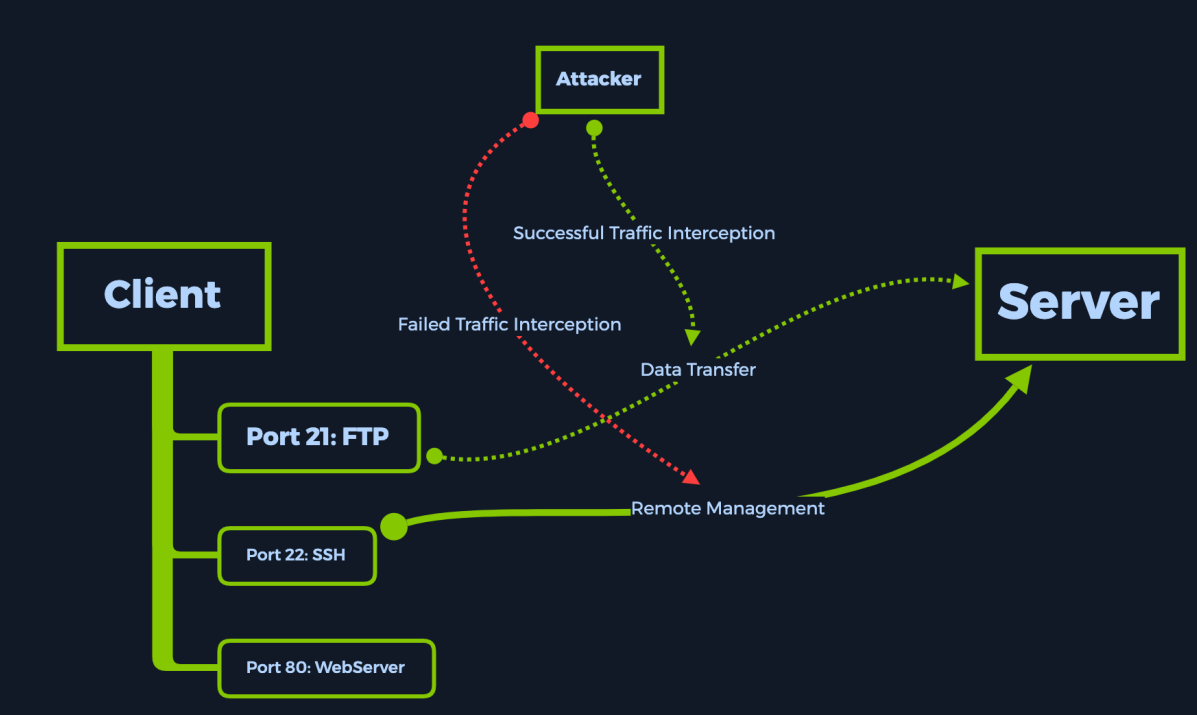 Attacker
Successful Traffic Interception
Client
Server
Failed Traffic Interception
Data Transfer
Port 21: FTP
Remote Management
Port 22: SSH
Port 80: WebServer